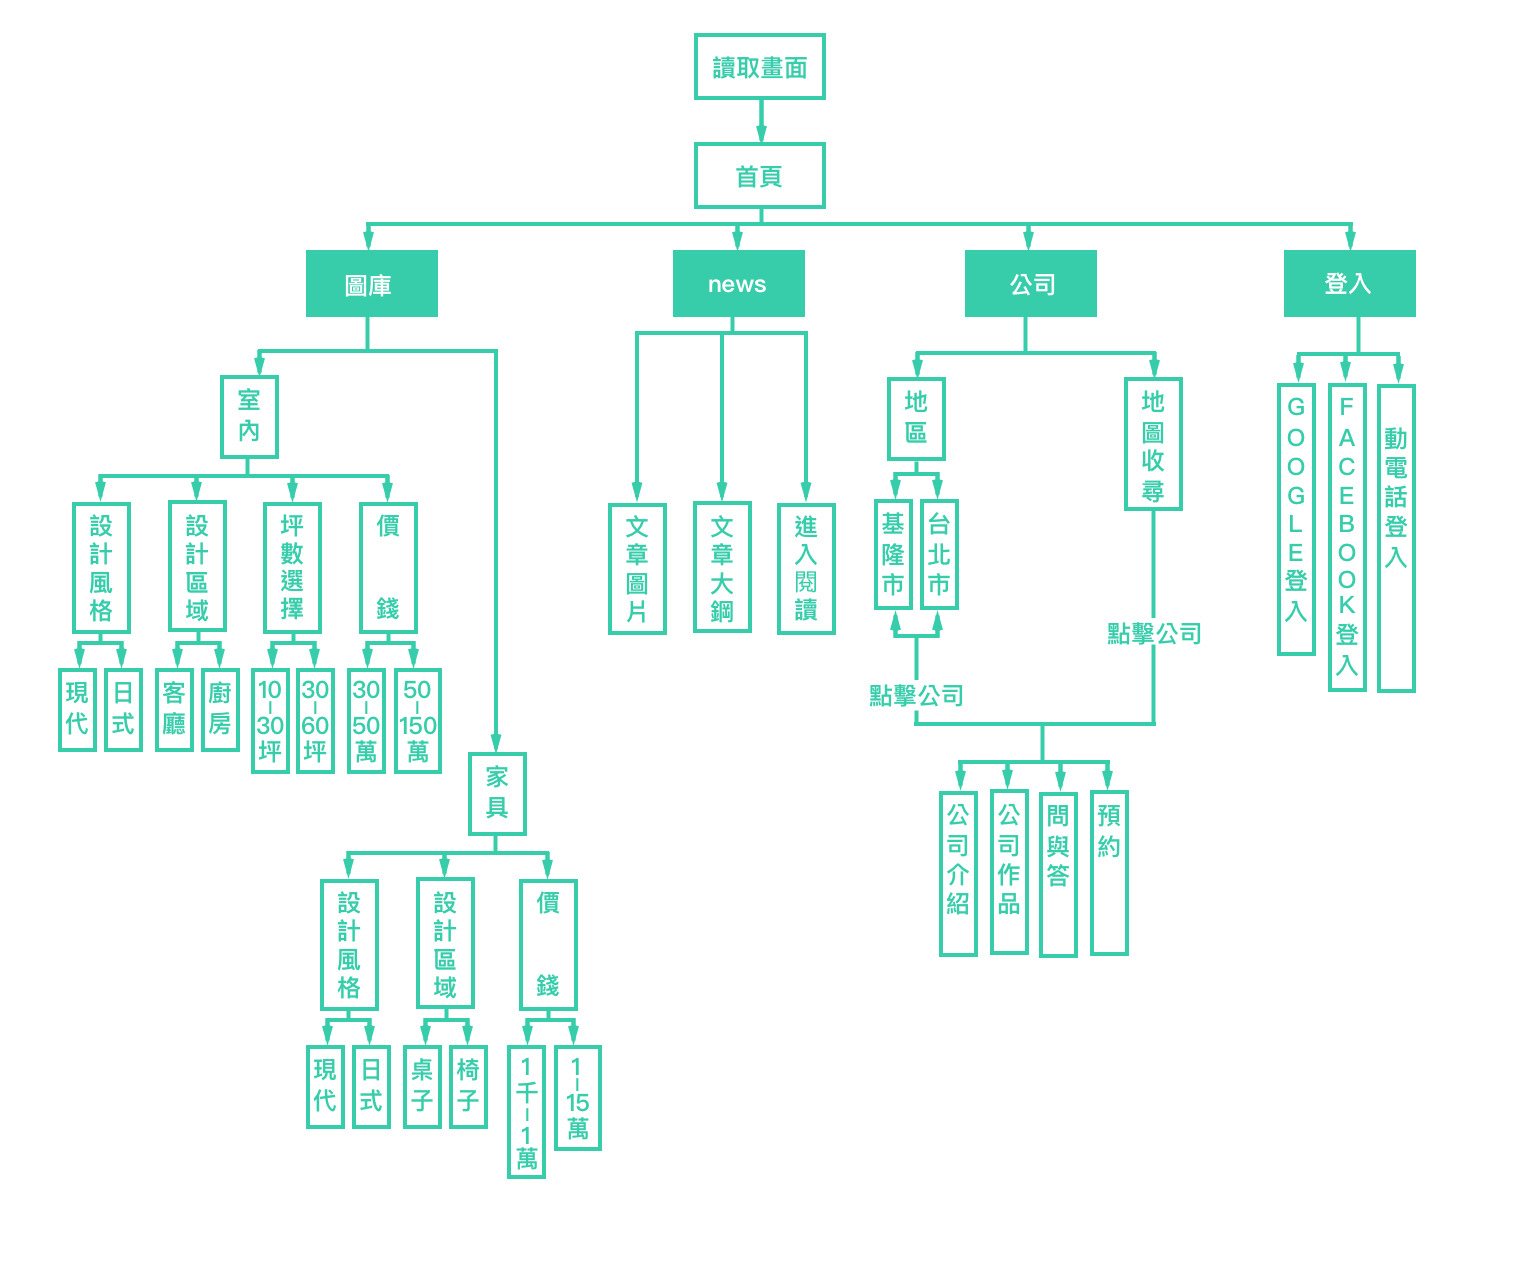 讀取畫面
首頁
圖庫
news
公司
登入
室內
地區
地圖收尋
GOOGLE登入
FACEBOOK登入
動電話登入
設計風格
設計區域
坪數選擇
價錢
文章圖片
文章大鋼
進入閱讀
基隆市
台北市
點擊公司
點擊公司
現代
日式
客廳
廚房
10-30坪
30-60坪
30-50萬
50-150萬
家具
公司介紹
公司作品
問與答
預約
設計風格
設計區域
價錢
現代
日式
桌子
椅子
1千-1萬
1-15萬